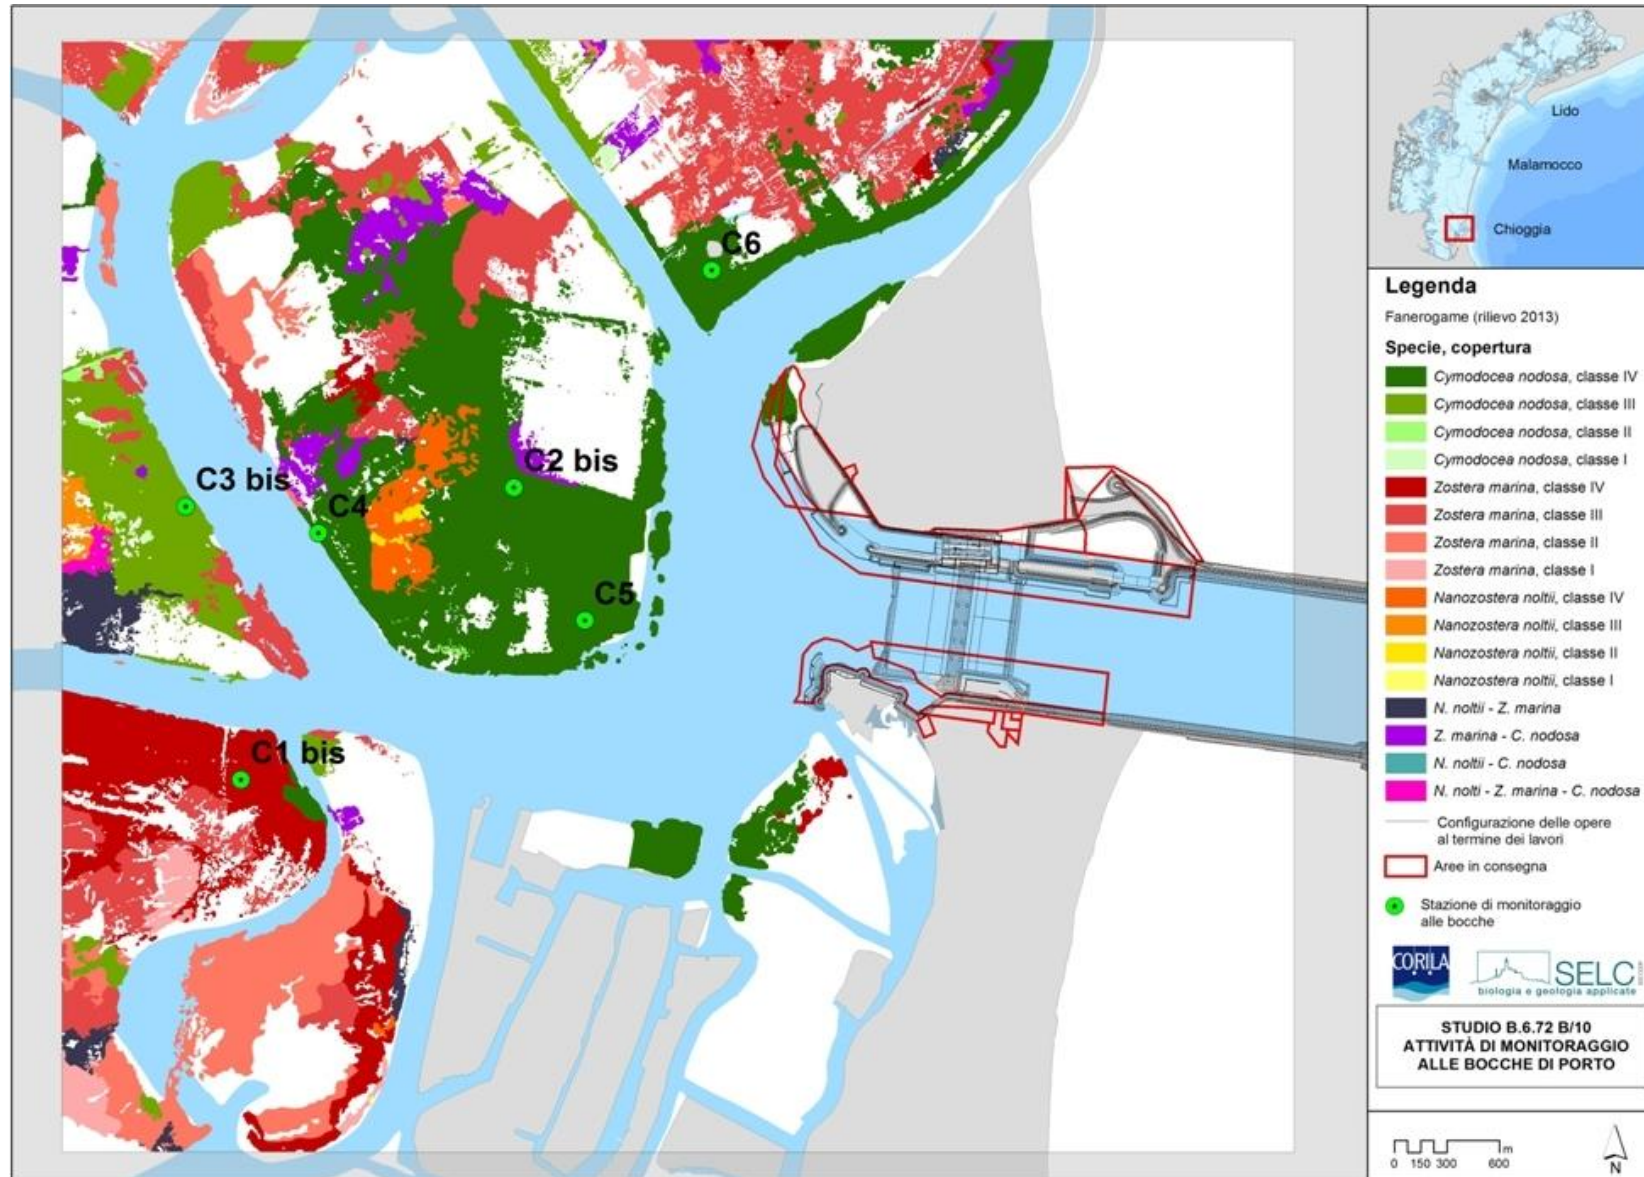 C6
C3 bis
C4
C2 bis
C5
C1 bis
Lido
Malamocco
Chioggia
Legenda
Fanerogame (rilievo 2013)
Specie, copertura
Cymodocea nodosa, classe IV
Cymodocea nodosa, classe III
Cymodocea nodosa, classe II
Cymodocea nodosa, classe I
Zostera marina, classe IV
Zostera marina, classe III
Zostera marina, classe II
Zostera marina, classe I
Nanozostera noltii, classe IV
Nanozostera noltii, classe III
Nanozostera noltii, classe II
Nanozostera noltii, classe I
N. noltii - Z. marina
Z. marina - C. nodosa
N. noltii - C. nodosa
N. nolti - Z. marina - C. nodosa
Configurazione delle opere
al termine dei lavori
Aree in consegna
Stazione di monitoraggio
alle bocche
CORILA
SELC
biologia e geologia applicate
STUDIO B.6.72 B/10
ATTIVITÀ DI MONITORAGGIO
ALLE BOCCHE DI PORTO
m
0 150 300 600
N